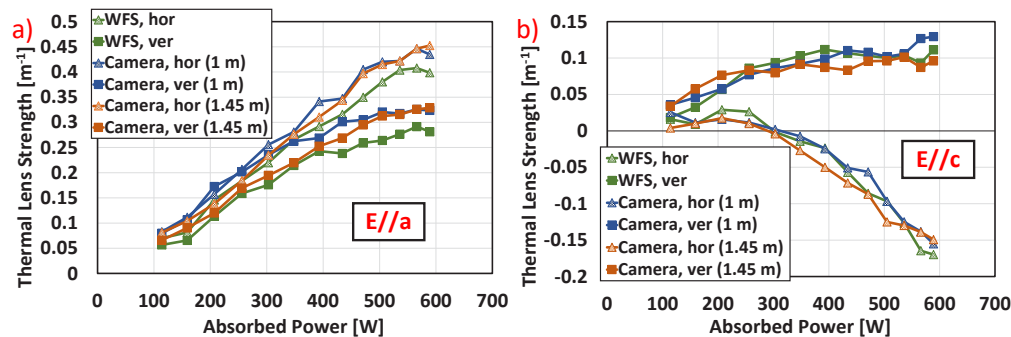 a)
Thermal Lens Strength [m⁻¹]
0.5
0.45
0.4
0.35
0.3
0.25
0.2
0.15
0.1
0.05
0
WFS, hor
WFS, ver
Camera, hor (1 m)
Camera, ver (1 m)
Camera, hor (1.45 m)
Camera, ver (1.45 m)
E//a
0 100 200 300 400 500 600 700
Absorbed Power [W]
b)
Thermal Lens Strength [m⁻¹]
0.15
0.1
0.05
0
-0.05
-0.1
-0.15
-0.2
E//c
WFS, hor
WFS, ver
Camera, hor (1 m)
Camera, ver (1 m)
Camera, hor (1.45 m)
Camera, ver (1.45 m)
0 100 200 300 400 500 600 700
Absorbed Power [W]